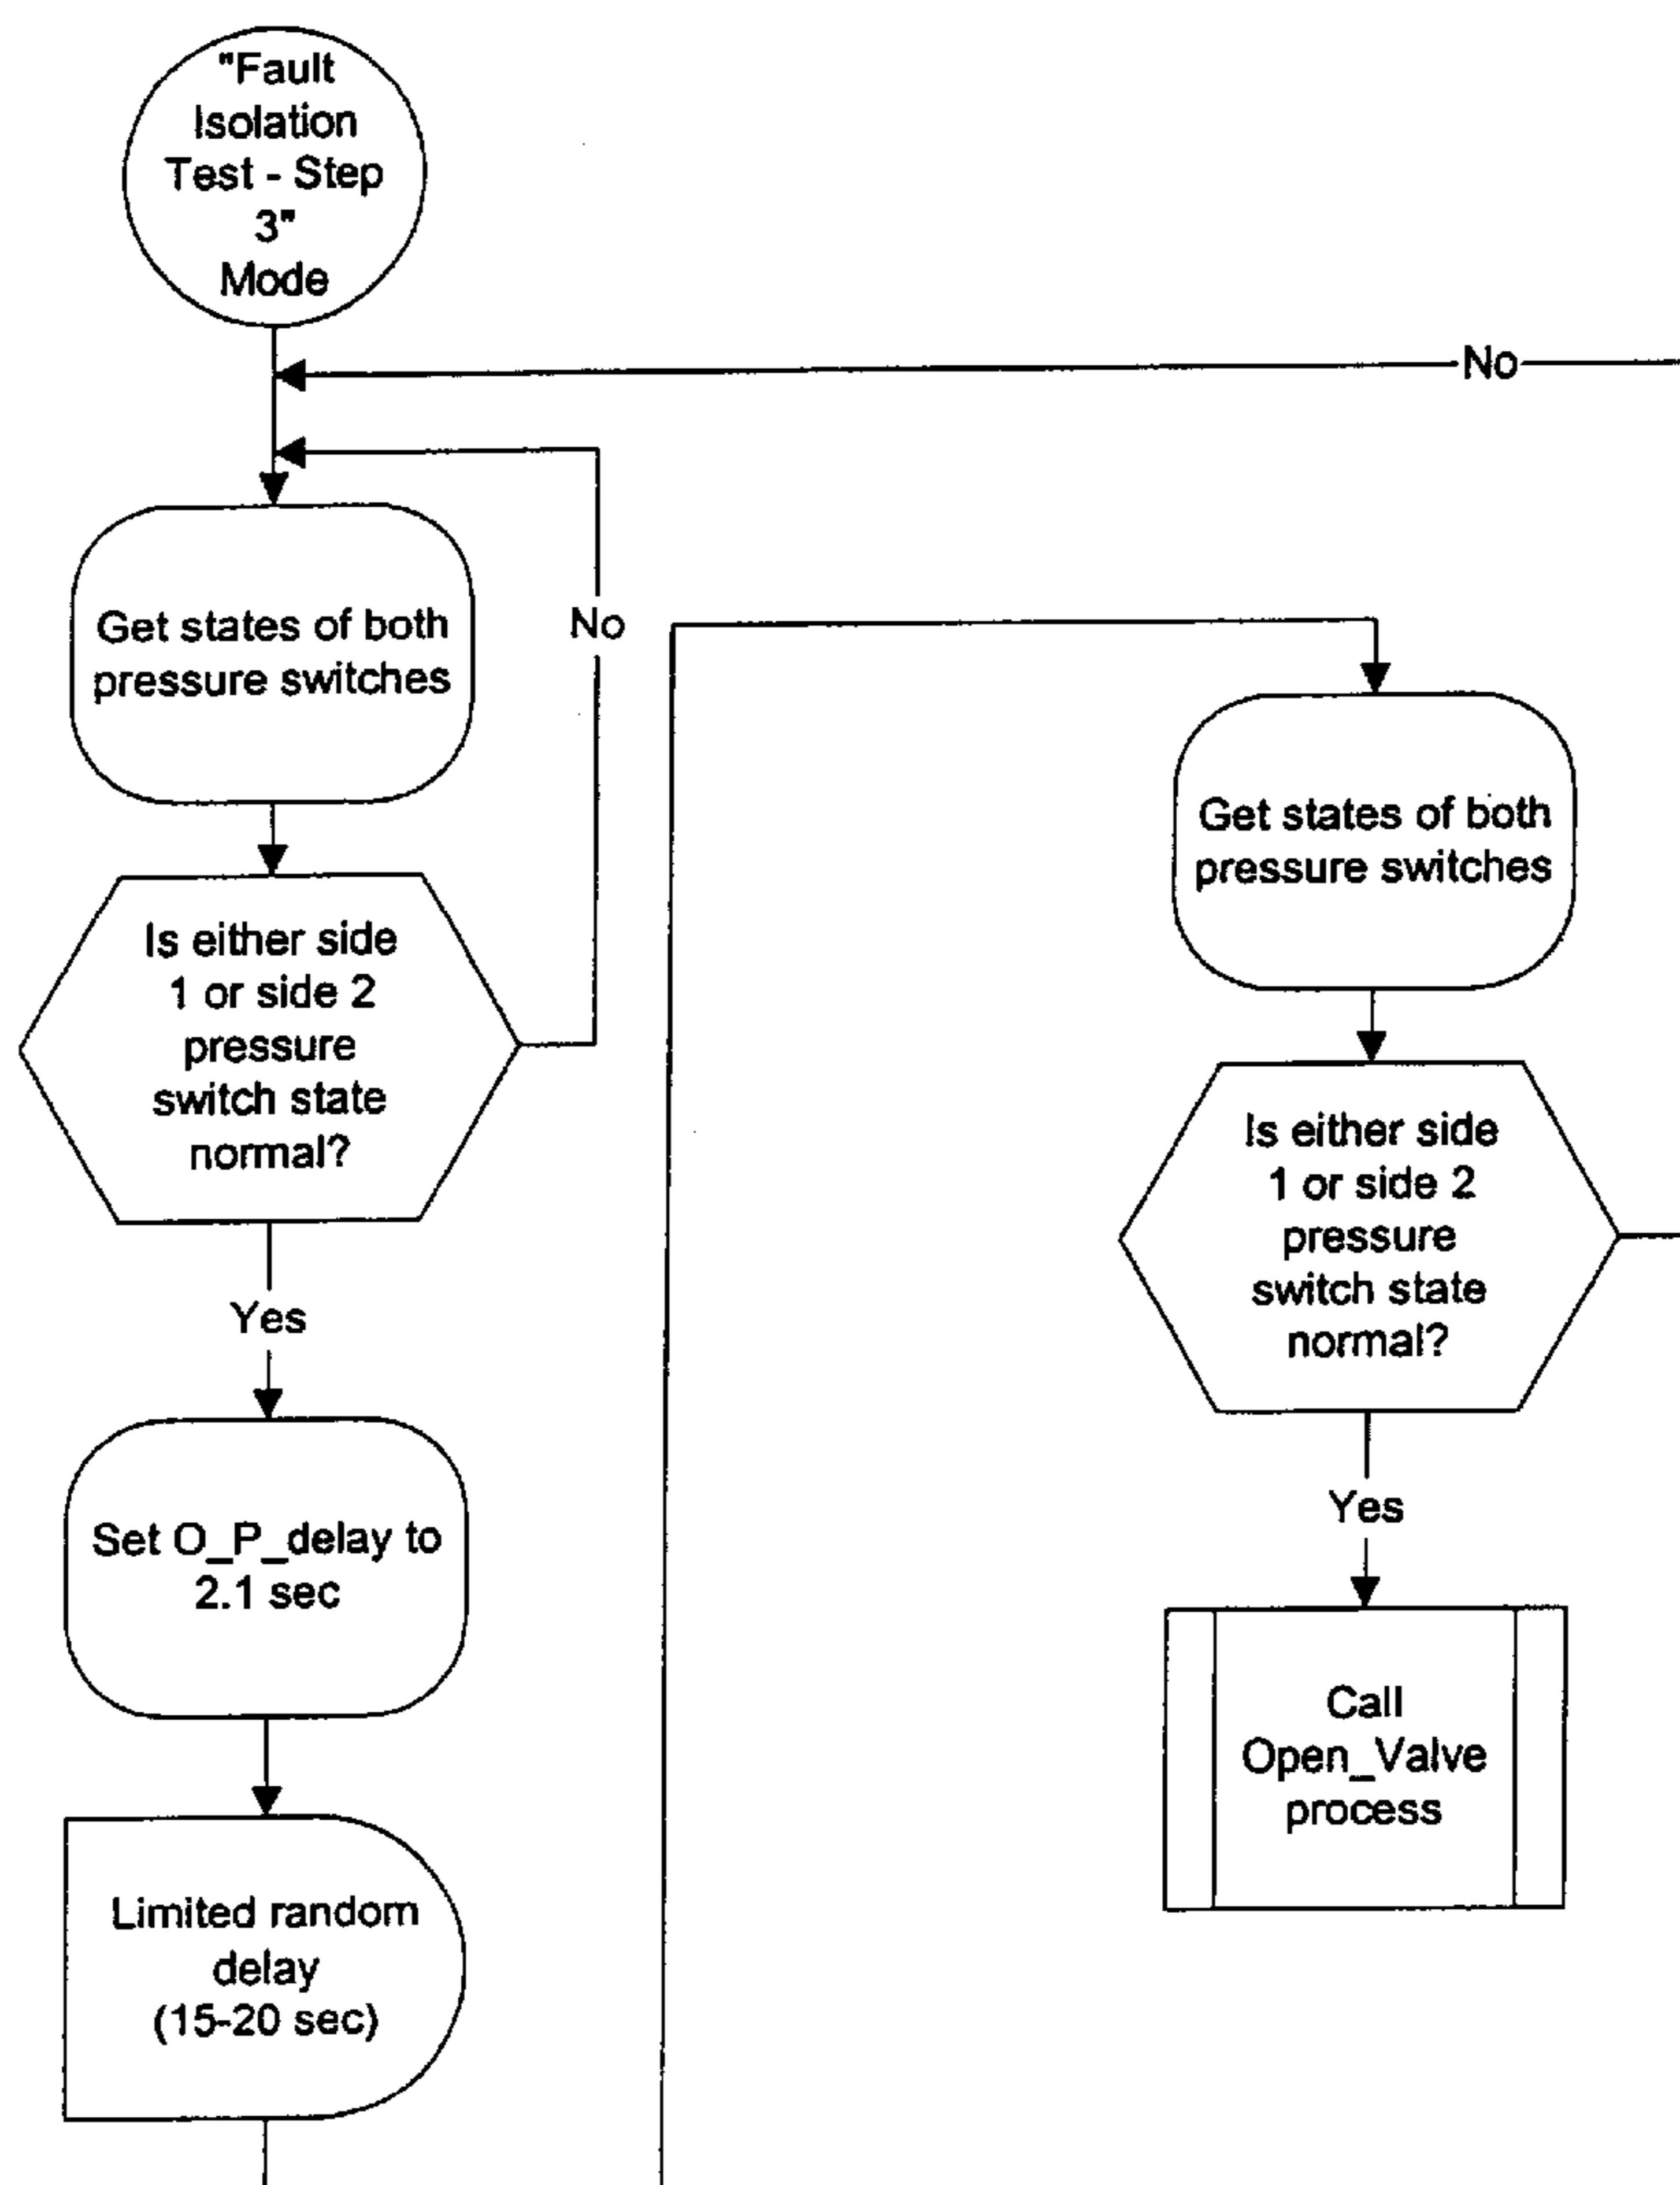 "Fault
Isolation
Test - Step
3"
Mode
No
Get states of both
pressure switches
No
Is either side
1 or side 2
pressure
switch state
normal?
Yes
Set O_P_delay to
2.1 sec
Limited random
delay
(15-20 sec)
Get states of both
pressure switches
Is either side
1 or side 2
pressure
switch state
normal?
Yes
Call
Open_Valve
process